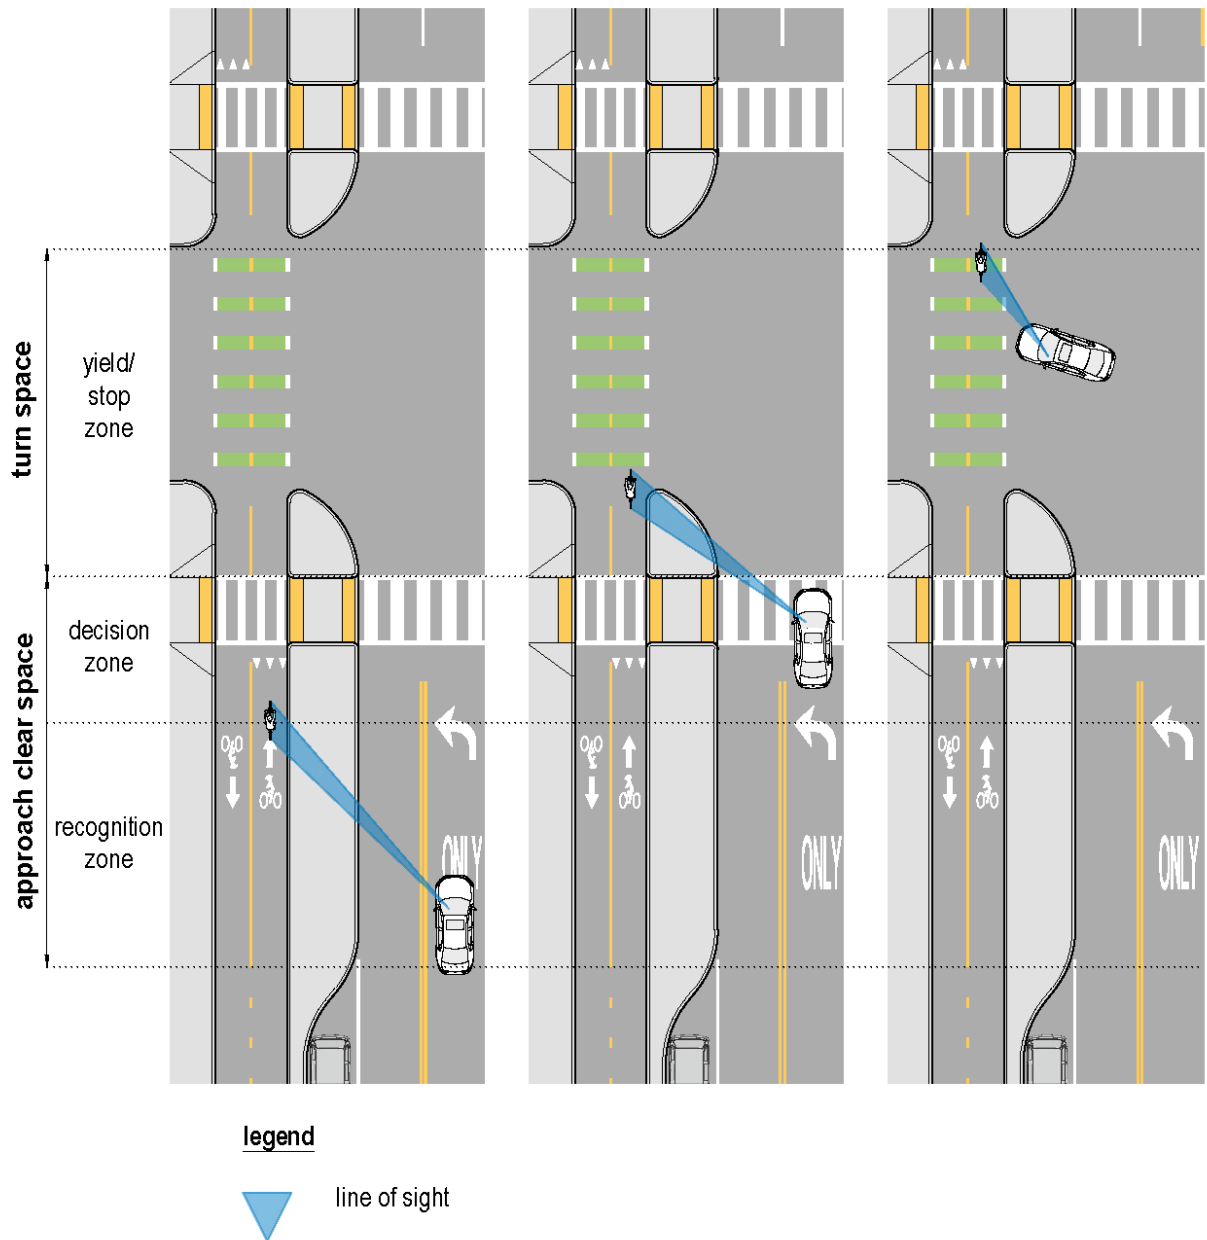 turn space
yield/
stop
zone
approach clear space
decision
zone
recognition
zone
ONLY
ONLY
ONLY
legend
line of sight